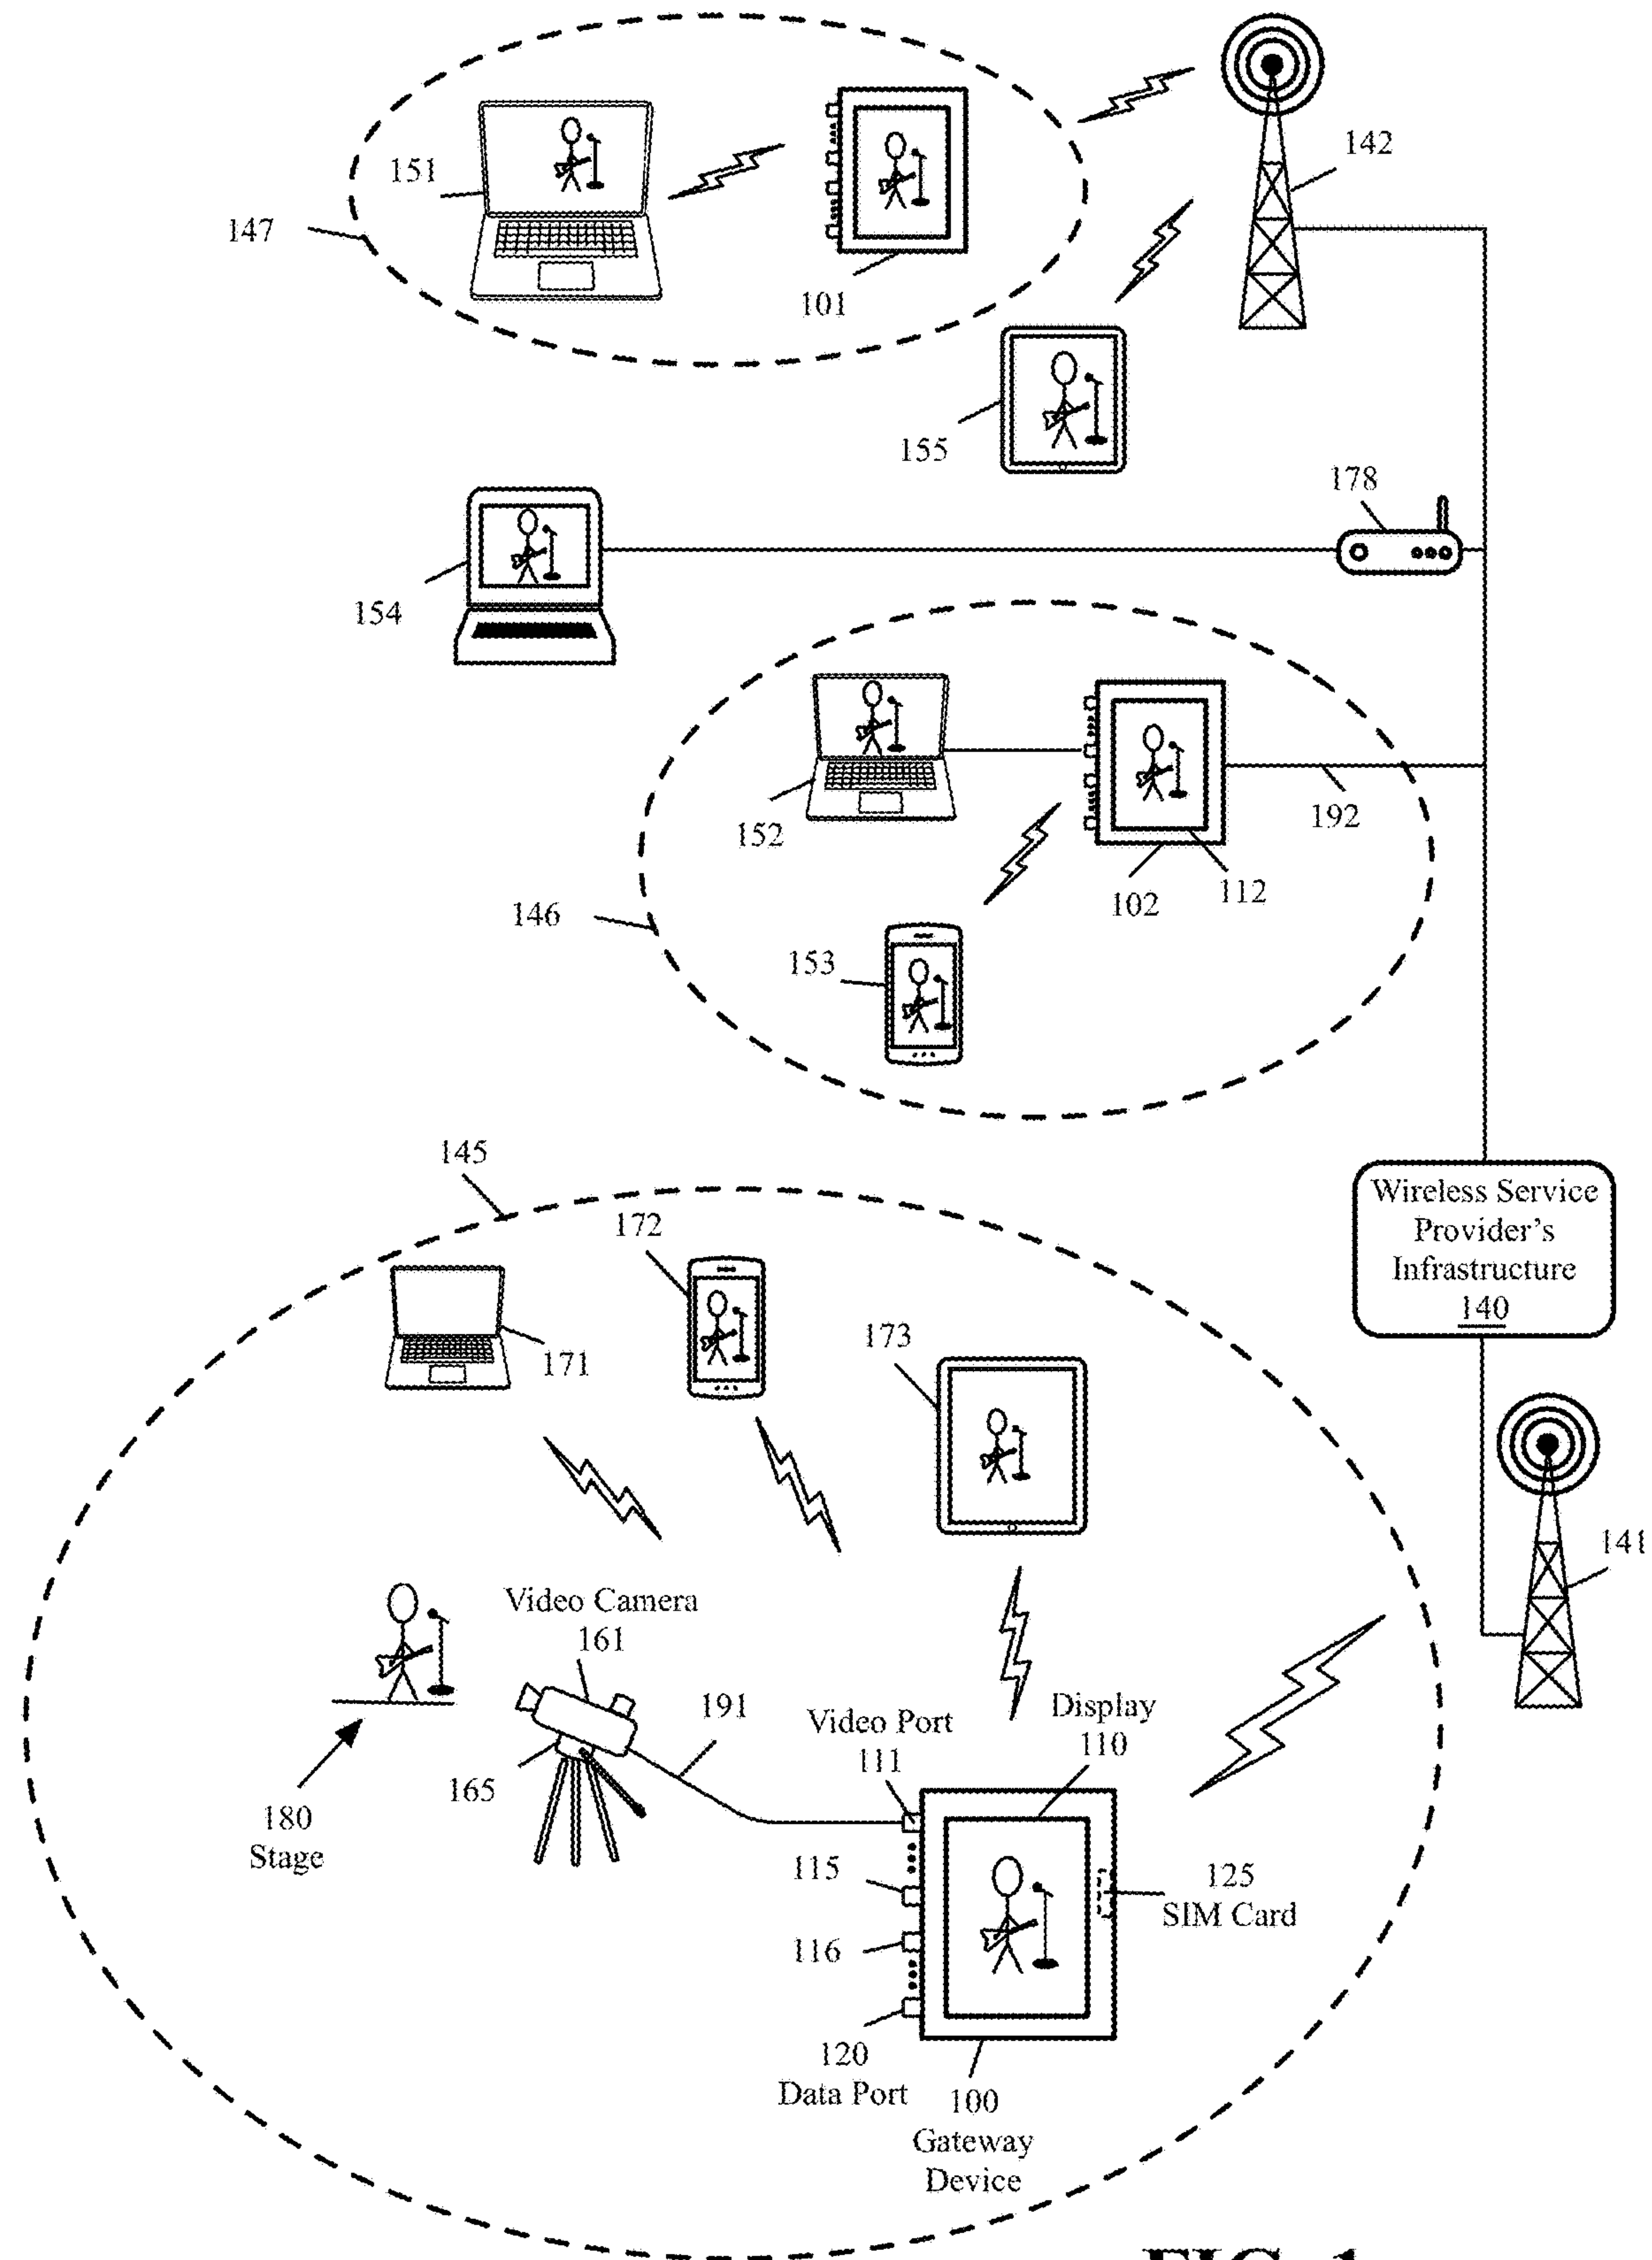 142
151
147
101
155
178
154
152
192
102
112
146
153
145
Wireless Service
Provider's
Infrastructure
140
172
173
171
141
Video Camera
161
191
Video Port
111
Display
110
165
180
Stage
115
125
SIM Card
116
120
Data Port
100
Gateway
Device
FIG. 1